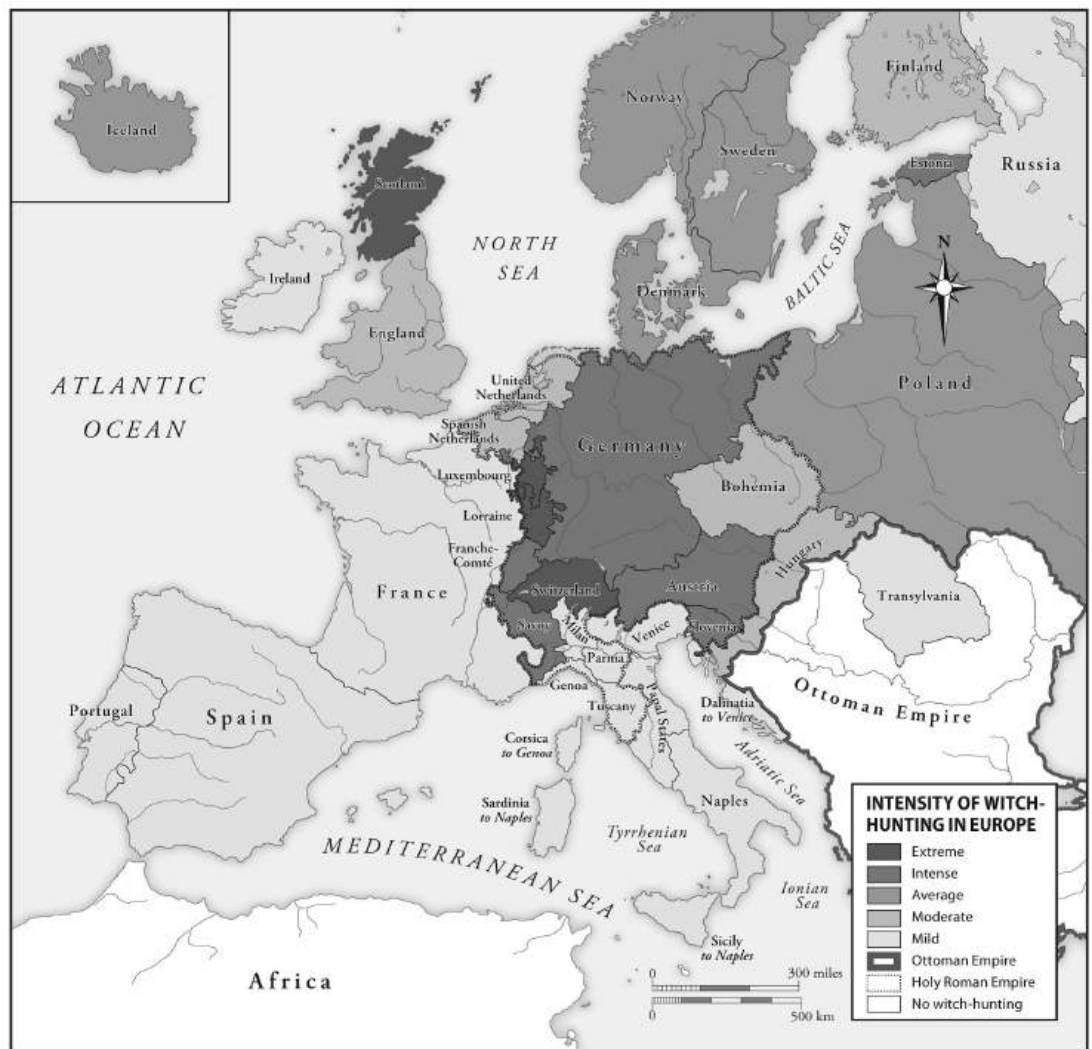 Iceland
Norway
Finland
Sweden
Estonia
Russia
Scotland
NORTH
SEA
Ireland
N
BALTIC SEA
Denmark
England
ATLANTIC
OCEAN
United
Netherlands
Poland
Spanish
Netherlands
Germany
Luxembourg
Bohemia
Lorraine
Franche-
Comté
Hungary
France
Switzerland
Austria
Transylvania
Savoy
Milan
Venice
Slovenia
Parma
Genoa
Portugal
Spain
Tuscany
Papal States
Dalmatia
to Venice
Ottoman Empire
Corsica
to Genoa
Adriatic Sea
Sardinia
to Naples
Naples
Tyrrhenian
Sea
MEDITERRANEAN SEA
Ionian
Sea
Sicily
to Naples
Africa
0 300 miles
0 500 km
INTENSITY OF WITCH-
HUNTING IN EUROPE
Extreme
Intense
Average
Moderate
Mild
Ottoman Empire
Holy Roman Empire
No witch-hunting